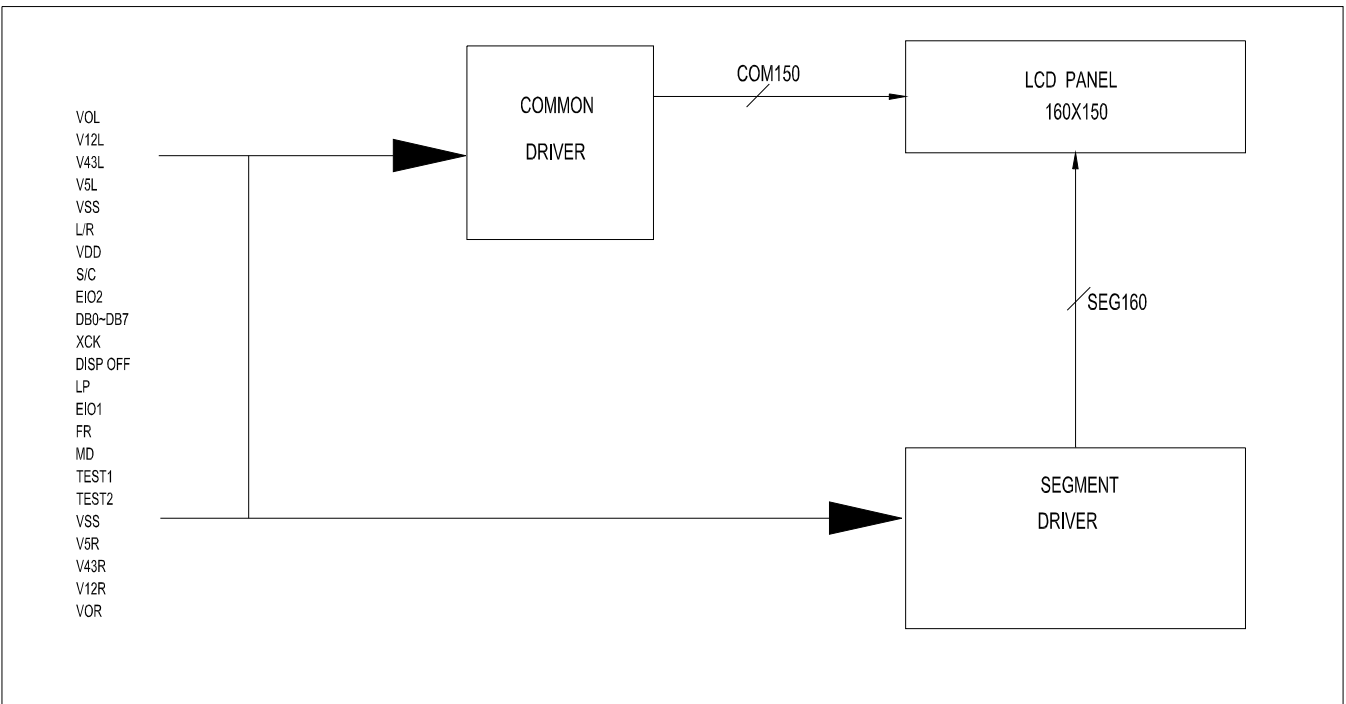 VOL
V12L
V43L
V5L
VSS
L/R
VDD
S/C
EIO2
DB0~DB7
XCK
DISP OFF
LP
EIO1
FR
MD
TEST1
TEST2
VSS
V5R
V43R
V12R
VOR
COMMON
DRIVER
COM150
LCD PANEL
160X150
SEG160
SEGMENT
DRIVER